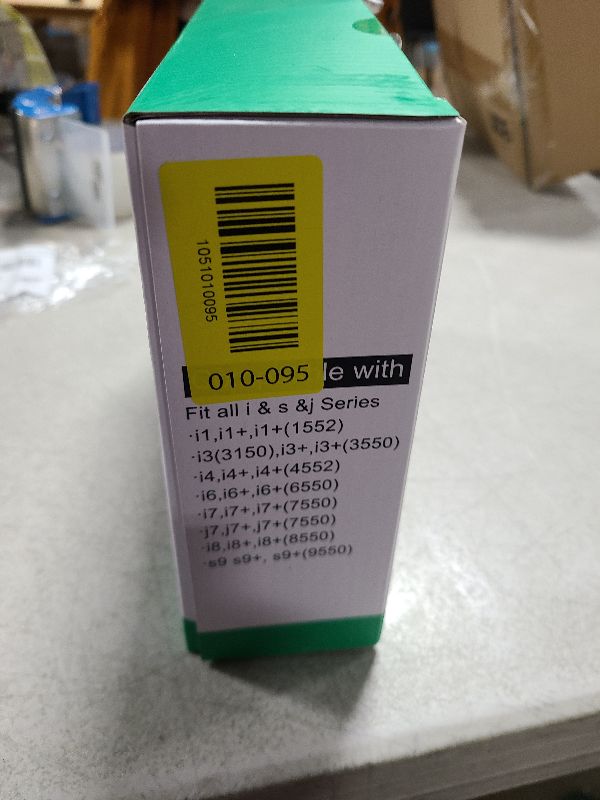 1051010095
010-095
le with
Fit all i & s &j Series
·i1,i1+,i1+(1552)
·i3(3150),i3+,i3+(3550)
·i4,i4+,i4+(4552)
·i6,i6+,i6+(6550)
·i7,i7+,i7+(7550)
·j7,j7+,j7+(7550)
·i8,i8+,i8+(8550)
·s9 s9+, s9+(9550)